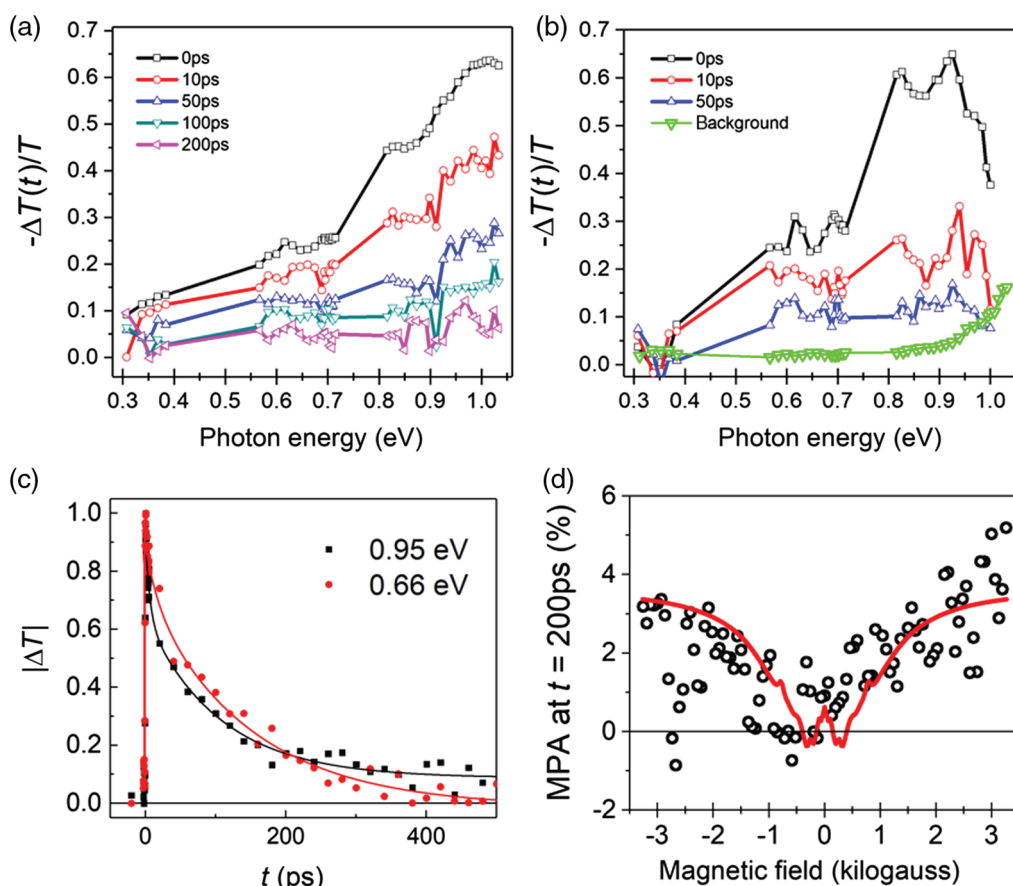 (a)
0.7
0.6
0.5
0.4
0.3
0.2
0.1
0.0
-ΔT(t)/T
0ps
10ps
50ps
100ps
200ps
0.3 0.4 0.5 0.6 0.7 0.8 0.9 1.0
Photon energy (eV)
(b)
0.7
0.6
0.5
0.4
0.3
0.2
0.1
0.0
-ΔT(t)/T
0ps
10ps
50ps
Background
0.3 0.4 0.5 0.6 0.7 0.8 0.9 1.0
Photon energy (eV)
(c)
1.0
0.8
0.6
0.4
0.2
0.0
|ΔT|
0.95 eV
0.66 eV
0 200 400
t (ps)
(d)
6
4
2
0
-2
MPA at t = 200ps (%)
-3 -2 -1 0 1 2 3
Magnetic field (kilogauss)